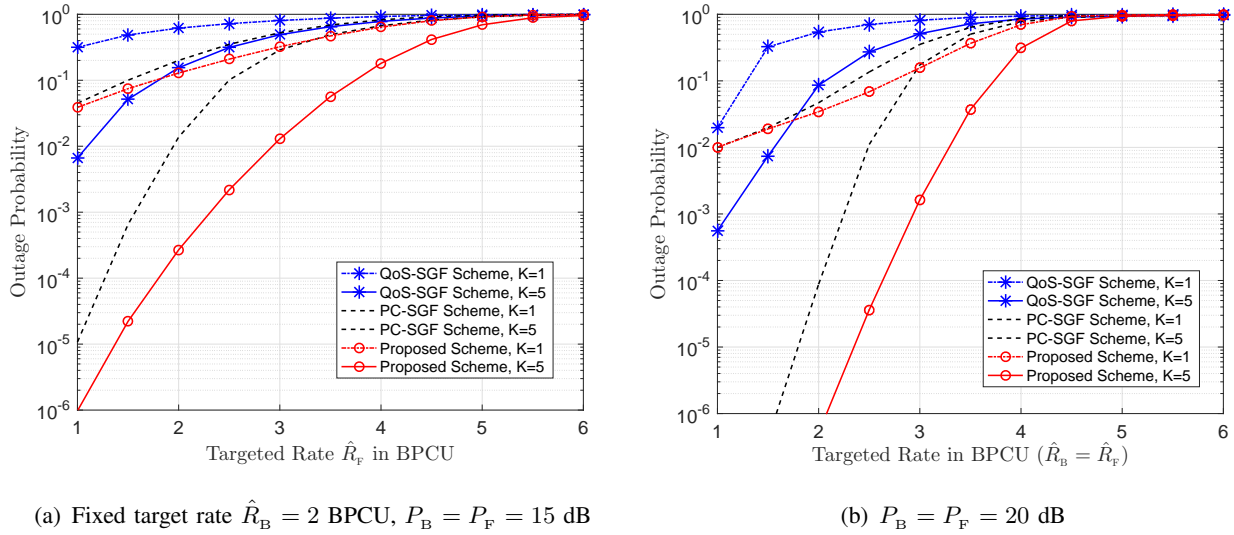 10^0
10^-1
10^-2
10^-3
10^-4
10^-5
10^-6
Outage Probability
QoS-SGF Scheme, K=1
QoS-SGF Scheme, K=5
PC-SGF Scheme, K=1
PC-SGF Scheme, K=5
Proposed Scheme, K=1
Proposed Scheme, K=5
1 2 3 4 5 6
Targeted Rate R̂_F in BPCU
(a) Fixed target rate R̂_B = 2 BPCU, P_B = P_F = 15 dB
10^0
10^-1
10^-2
10^-3
10^-4
10^-5
10^-6
Outage Probability
QoS-SGF Scheme, K=1
QoS-SGF Scheme, K=5
PC-SGF Scheme, K=1
PC-SGF Scheme, K=5
Proposed Scheme, K=1
Proposed Scheme, K=5
1 2 3 4 5 6
Targeted Rate in BPCU (R̂_B = R̂_F)
(b) P_B = P_F = 20 dB